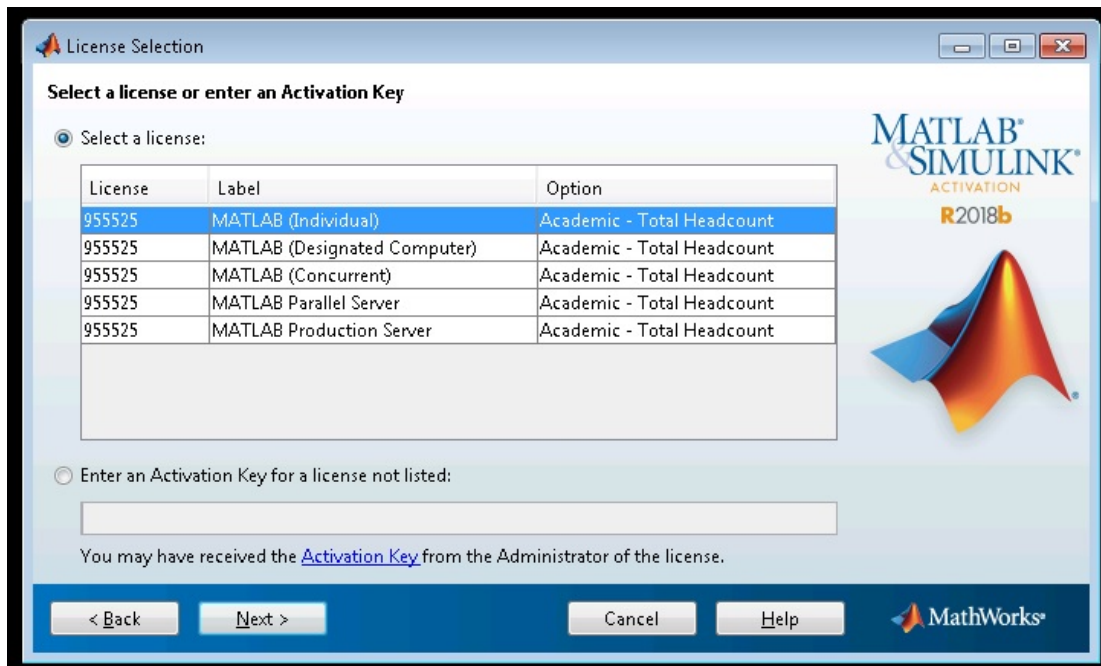 License Selection
Select a license or enter an Activation Key
Select a license:
License Label Option
955525 MATLAB (Individual) Academic - Total Headcount
955525 MATLAB (Designated Computer) Academic - Total Headcount
955525 MATLAB (Concurrent) Academic - Total Headcount
955525 MATLAB Parallel Server Academic - Total Headcount
955525 MATLAB Production Server Academic - Total Headcount
MATLAB®
&SIMULINK®
ACTIVATION
R2018b
Enter an Activation Key for a license not listed:
You may have received the Activation Key from the Administrator of the license.
< Back Next > Cancel Help MathWorks®